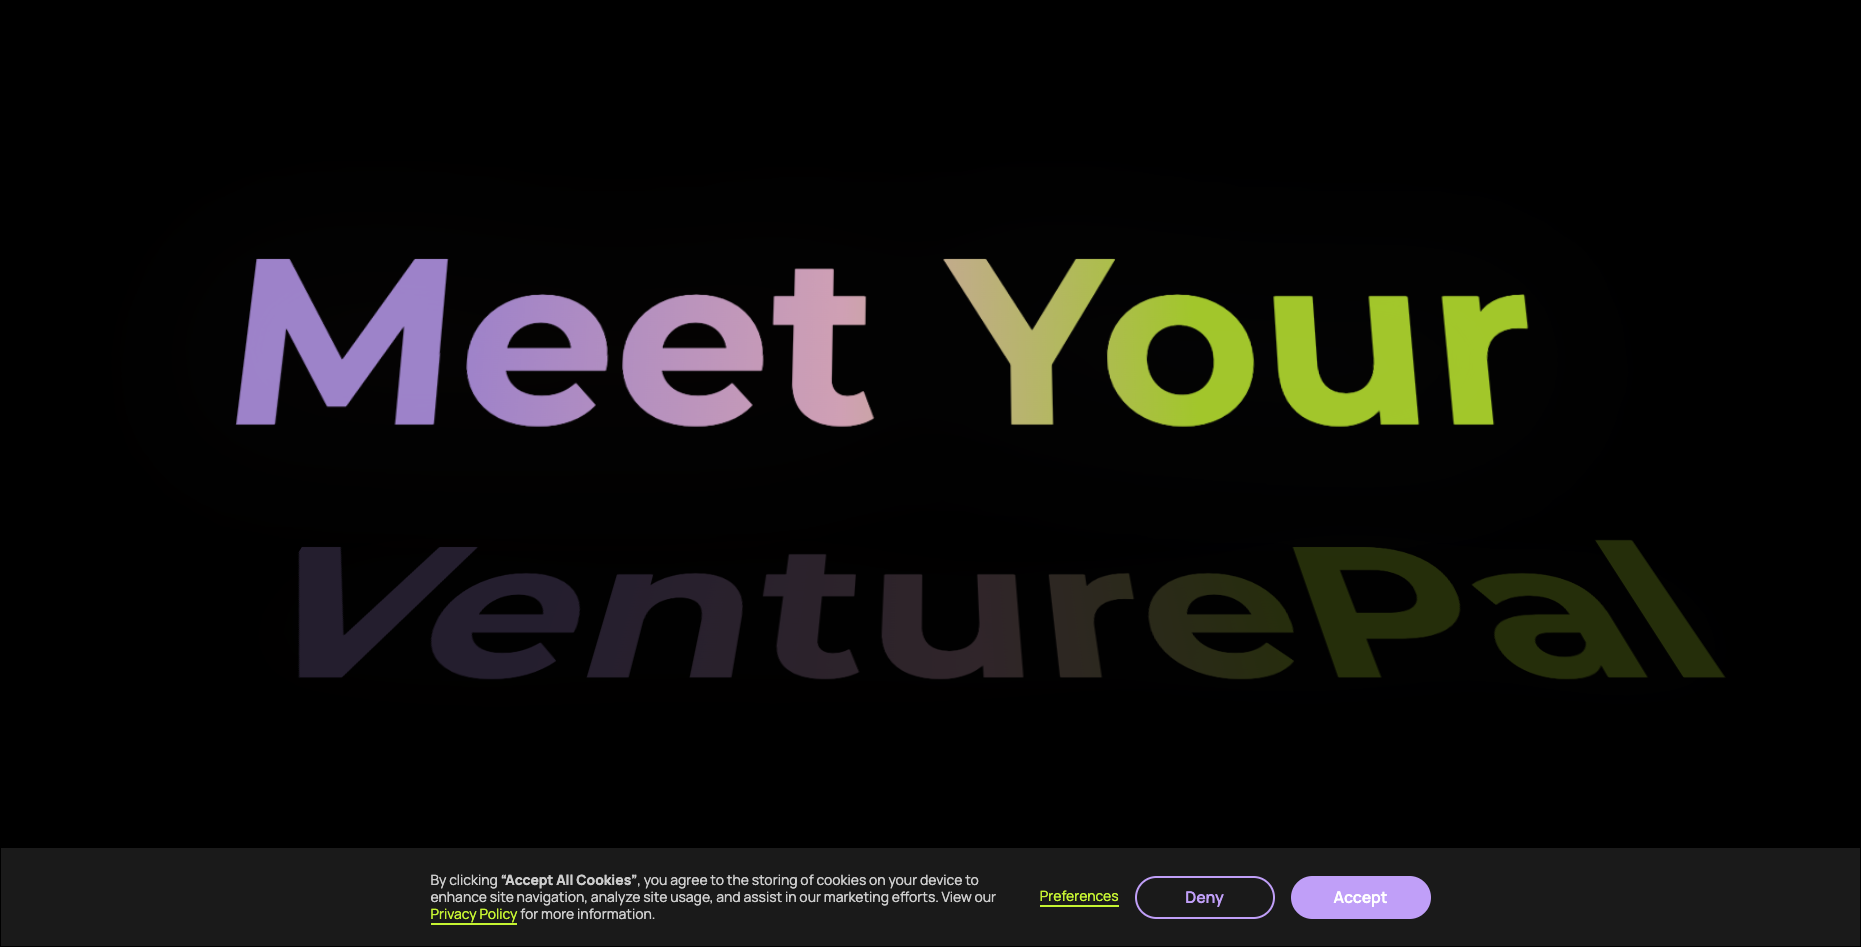 Meet Your
VenturePal
By clicking “Accept All Cookies”, you agree to the storing of cookies on your device to
enhance site navigation, analyze site usage, and assist in our marketing efforts. View our
Privacy Policy for more information.
Preferences
Deny
Accept